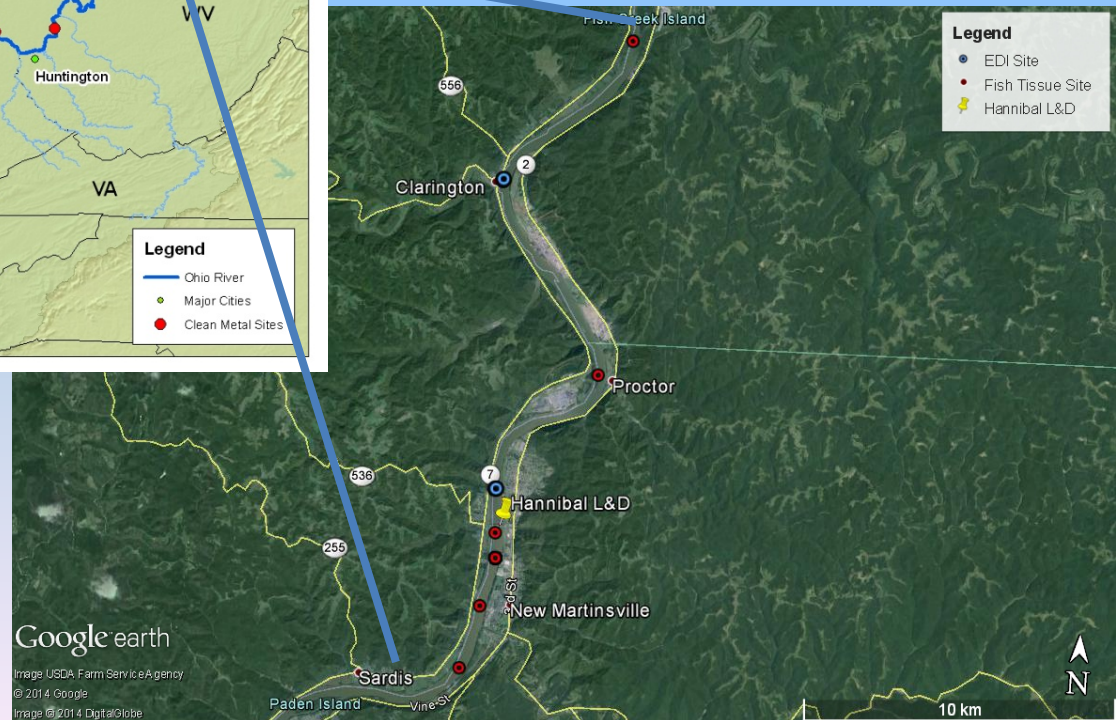 WV
Huntington
VA
Legend
Ohio River
Major Cities
Clean Metal Sites
Fish Creek Island
Legend
EDI Site
Fish Tissue Site
Hannibal L&D
556
2
Clarington
Proctor
7
536
Hannibal L&D
255
d St
New Martinsville
Google earth
Sardis
Image USDA Farm Service Agency
© 2014 Google
Paden Island
Vine St
Image © 2014 DigitalGlobe
N
10 km